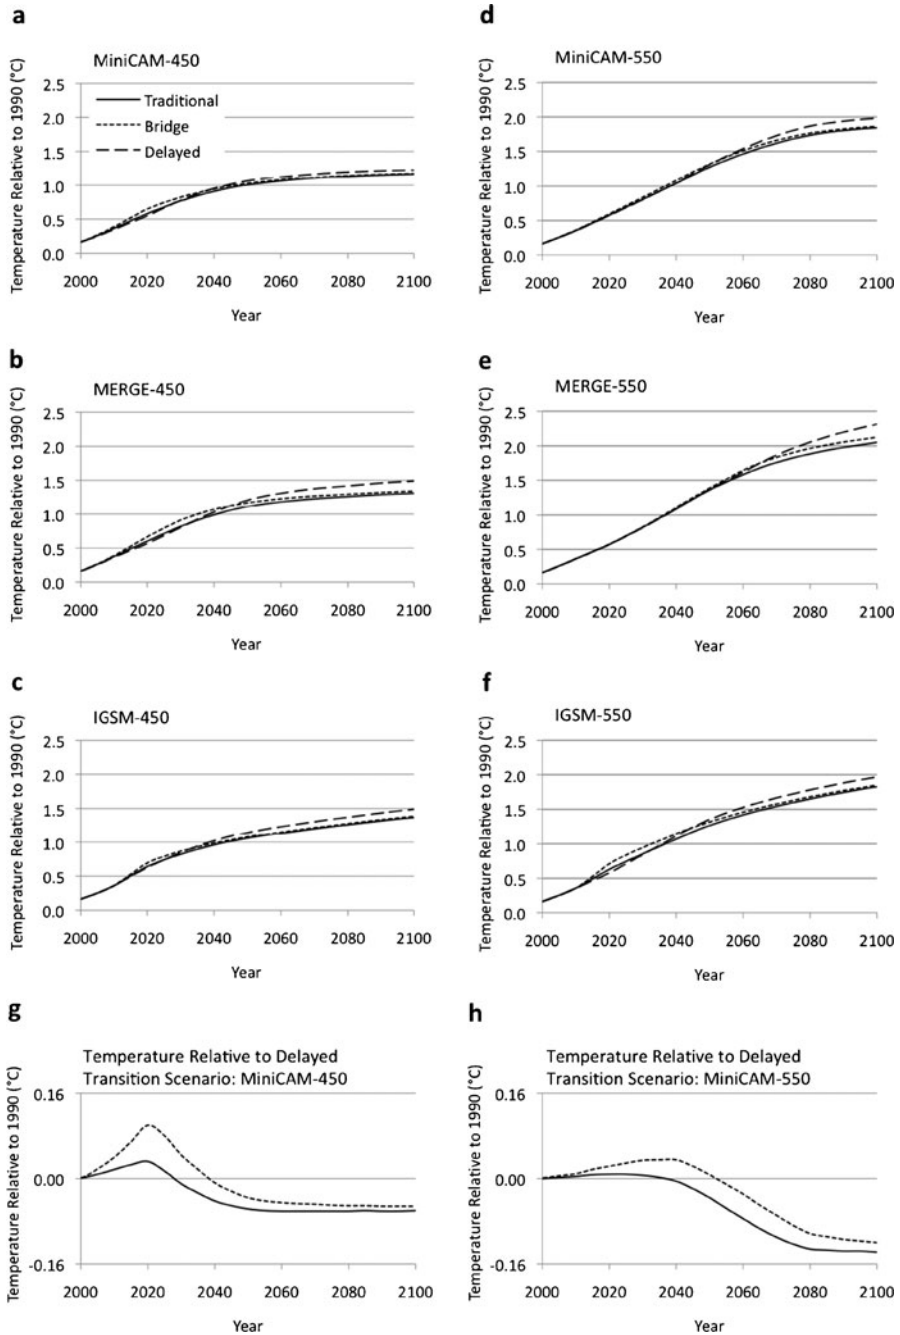 a
MiniCAM-450
Temperature Relative to 1990 (°C)
2.5
2.0
1.5
1.0
0.5
0.0
Traditional
Bridge
Delayed
2000 2020 2040 2060 2080 2100
Year
d
MiniCAM-550
Temperature Relative to 1990 (°C)
2.5
2.0
1.5
1.0
0.5
0.0
2000 2020 2040 2060 2080 2100
Year
b
MERGE-450
Temperature Relative to 1990 (°C)
2.5
2.0
1.5
1.0
0.5
0.0
2000 2020 2040 2060 2080 2100
Year
e
MERGE-550
Temperature Relative to 1990 (°C)
2.5
2.0
1.5
1.0
0.5
0.0
2000 2020 2040 2060 2080 2100
Year
c
IGSM-450
Temperature Relative to 1990 (°C)
2.5
2.0
1.5
1.0
0.5
0.0
2000 2020 2040 2060 2080 2100
Year
f
IGSM-550
Temperature Relative to 1990 (°C)
2.5
2.0
1.5
1.0
0.5
0.0
2000 2020 2040 2060 2080 2100
Year
g
Temperature Relative to Delayed
Transition Scenario: MiniCAM-450
Temperature Relative to 1990 (°C)
0.16
0.00
-0.16
2000 2020 2040 2060 2080 2100
Year
h
Temperature Relative to Delayed
Transition Scenario: MiniCAM-550
Temperature Relative to 1990 (°C)
0.16
0.00
-0.16
2000 2020 2040 2060 2080 2100
Year